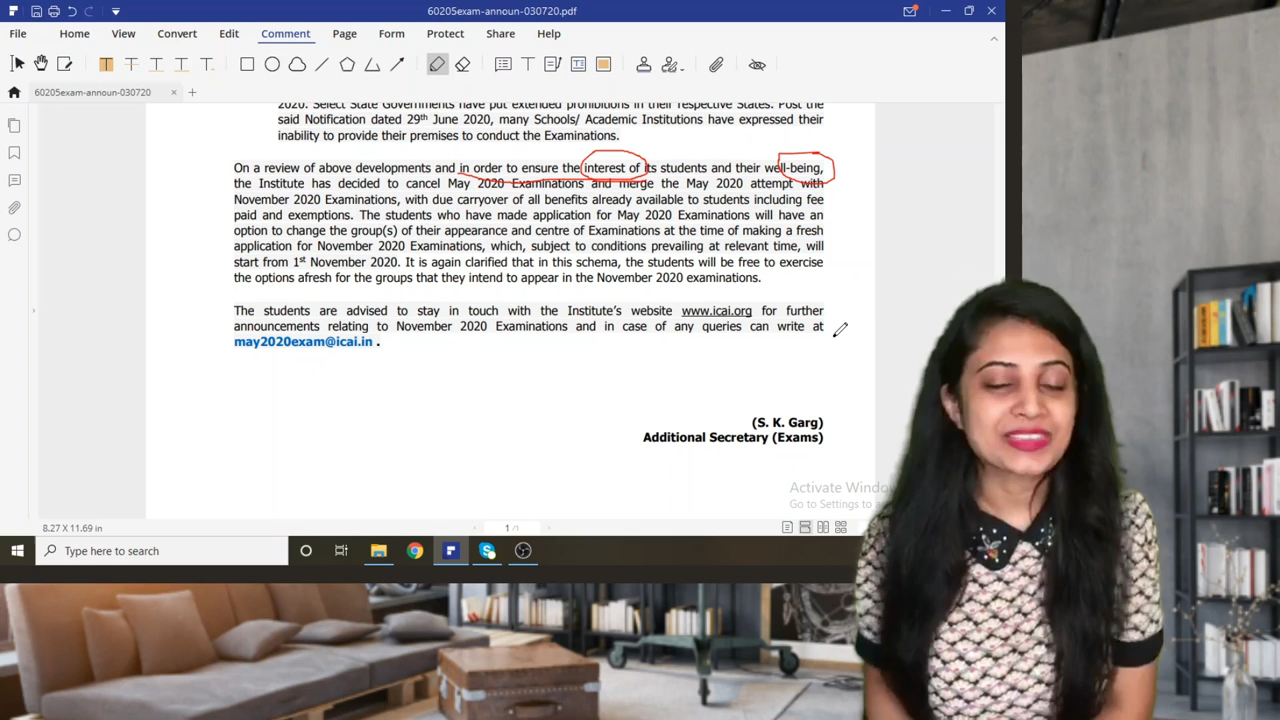 60205exam-announ-030720.pdf
File Home View Convert Edit Comment Page Form Protect Share Help
60205exam-announ-030720
2020. Select State Governments have put extended prohibitions in their respective States. Post the
said Notification dated 29th June 2020, many Schools/ Academic Institutions have expressed their
inability to provide their premises to conduct the Examinations.
On a review of above developments and in order to ensure the interest of its students and their well-being,
the Institute has decided to cancel May 2020 Examinations and merge the May 2020 attempt with
November 2020 Examinations, with due carryover of all benefits already available to students including fee
paid and exemptions. The students who have made application for May 2020 Examinations will have an
option to change the group(s) of their appearance and centre of Examinations at the time of making a fresh
application for November 2020 Examinations, which, subject to conditions prevailing at relevant time, will
start from 1st November 2020. It is again clarified that in this schema, the students will be free to exercise
the options afresh for the groups that they intend to appear in the November 2020 examinations.
The students are advised to stay in touch with the Institute's website www.icai.org for further
announcements relating to November 2020 Examinations and in case of any queries can write at
may2020exam@icai.in .
(S. K. Garg)
Additional Secretary (Exams)
Activate Window
Go to Settings to
8.27 X 11.69 in
1 /1
Type here to search